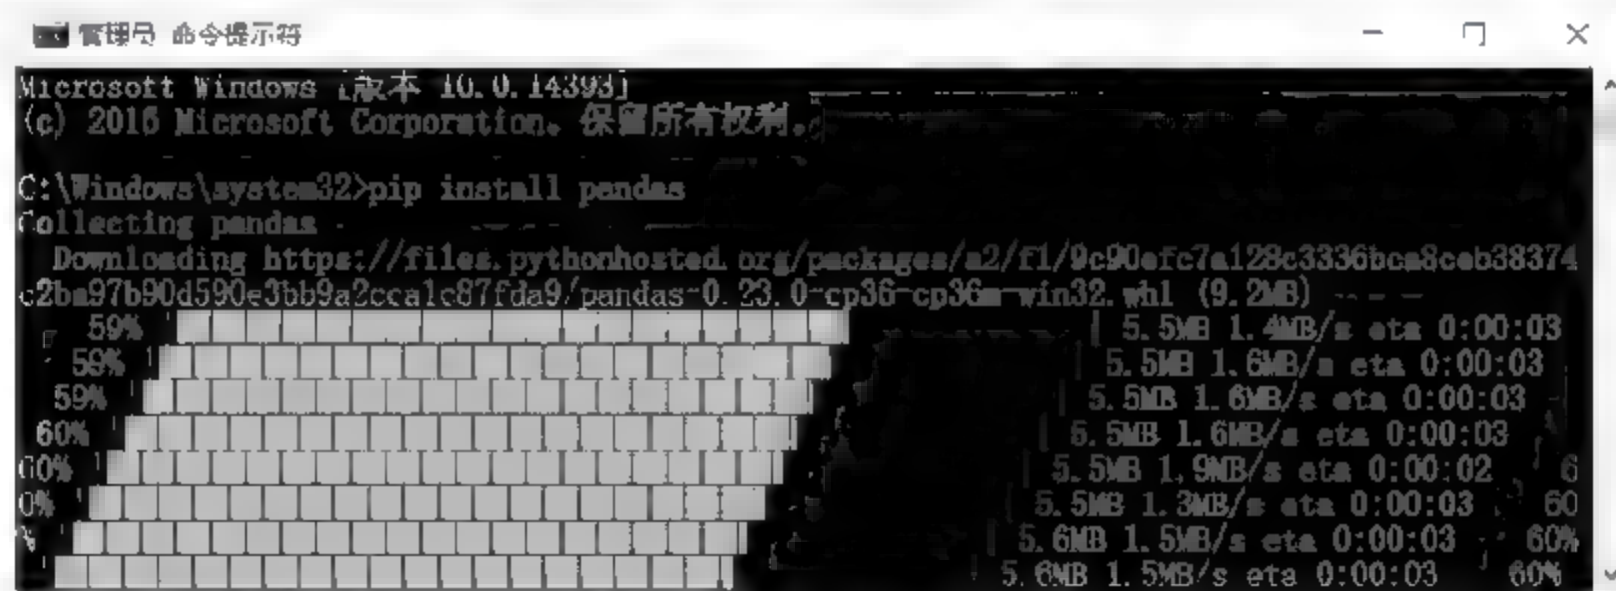 管理员 命令提示符
Microsoft Windows [版本 10.0.14393]
(c) 2016 Microsoft Corporation。保留所有权利。
C:\Windows\system32>pip install pandas
Collecting pandas
Downloading https://files.pythonhosted.org/packages/a2/f1/9c90efc7a128c3336bca8ceb38374
c2ba97b90d590e3bb9a2cca1c87fda9/pandas-0.23.0-cp36-cp36m-win32.whl (9.2MB)
59% | 5.5MB 1.4MB/s eta 0:00:03
59% | 5.5MB 1.6MB/s eta 0:00:03
59% | 5.5MB 1.6MB/s eta 0:00:03
60% | 5.5MB 1.6MB/s eta 0:00:03
60% | 5.5MB 1.9MB/s eta 0:00:02 6
0% | 5.5MB 1.3MB/s eta 0:00:03 60
% | 5.6MB 1.5MB/s eta 0:00:03 60%
| 5.6MB 1.5MB/s eta 0:00:03 60%